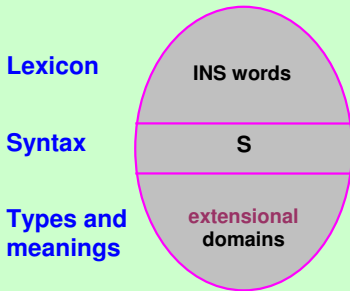 Lexicon
INS words
Syntax
S
Types and
meanings
extensional
domains